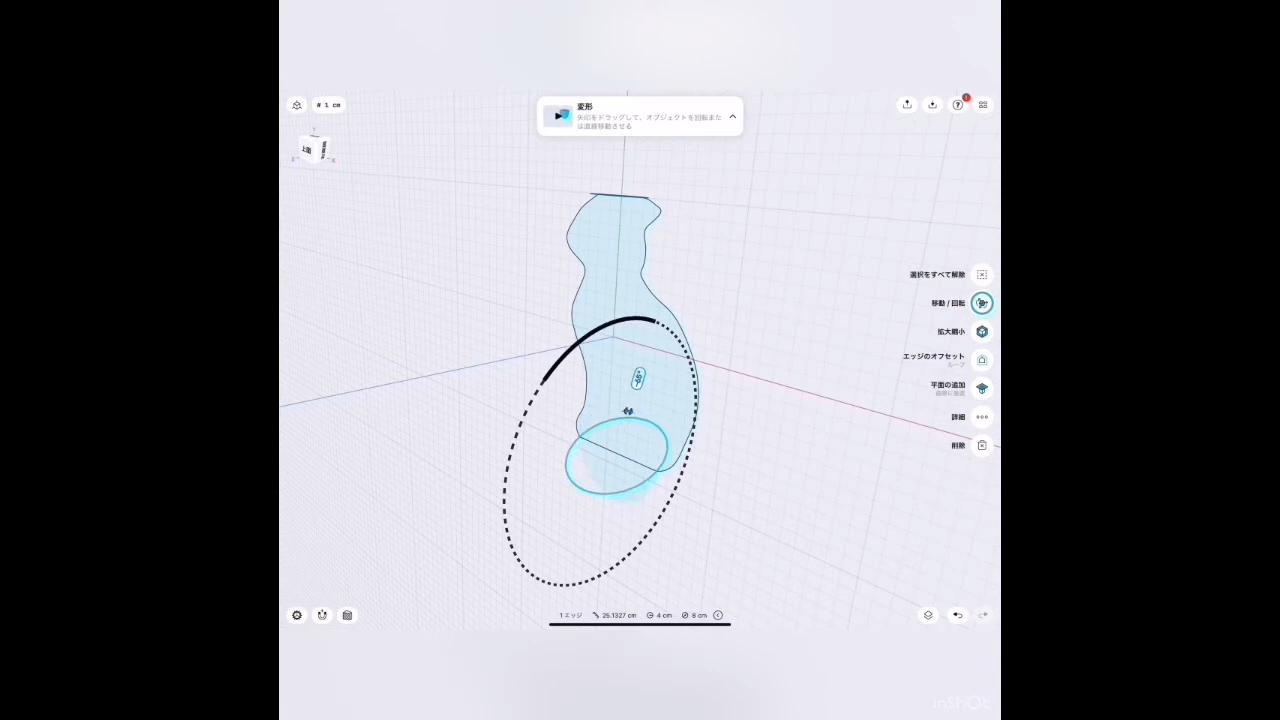 # 1 cm
変形
矢印をドラッグして、オブジェクトを回転また
は直線移動させる
上面
選択をすべて解除
移動 / 回転
拡大縮小
エッジのオフセット
ループ
平面の追加
詳細
削除
1 エッジ 25.1327 cm 4 cm 8 cm
InShOt